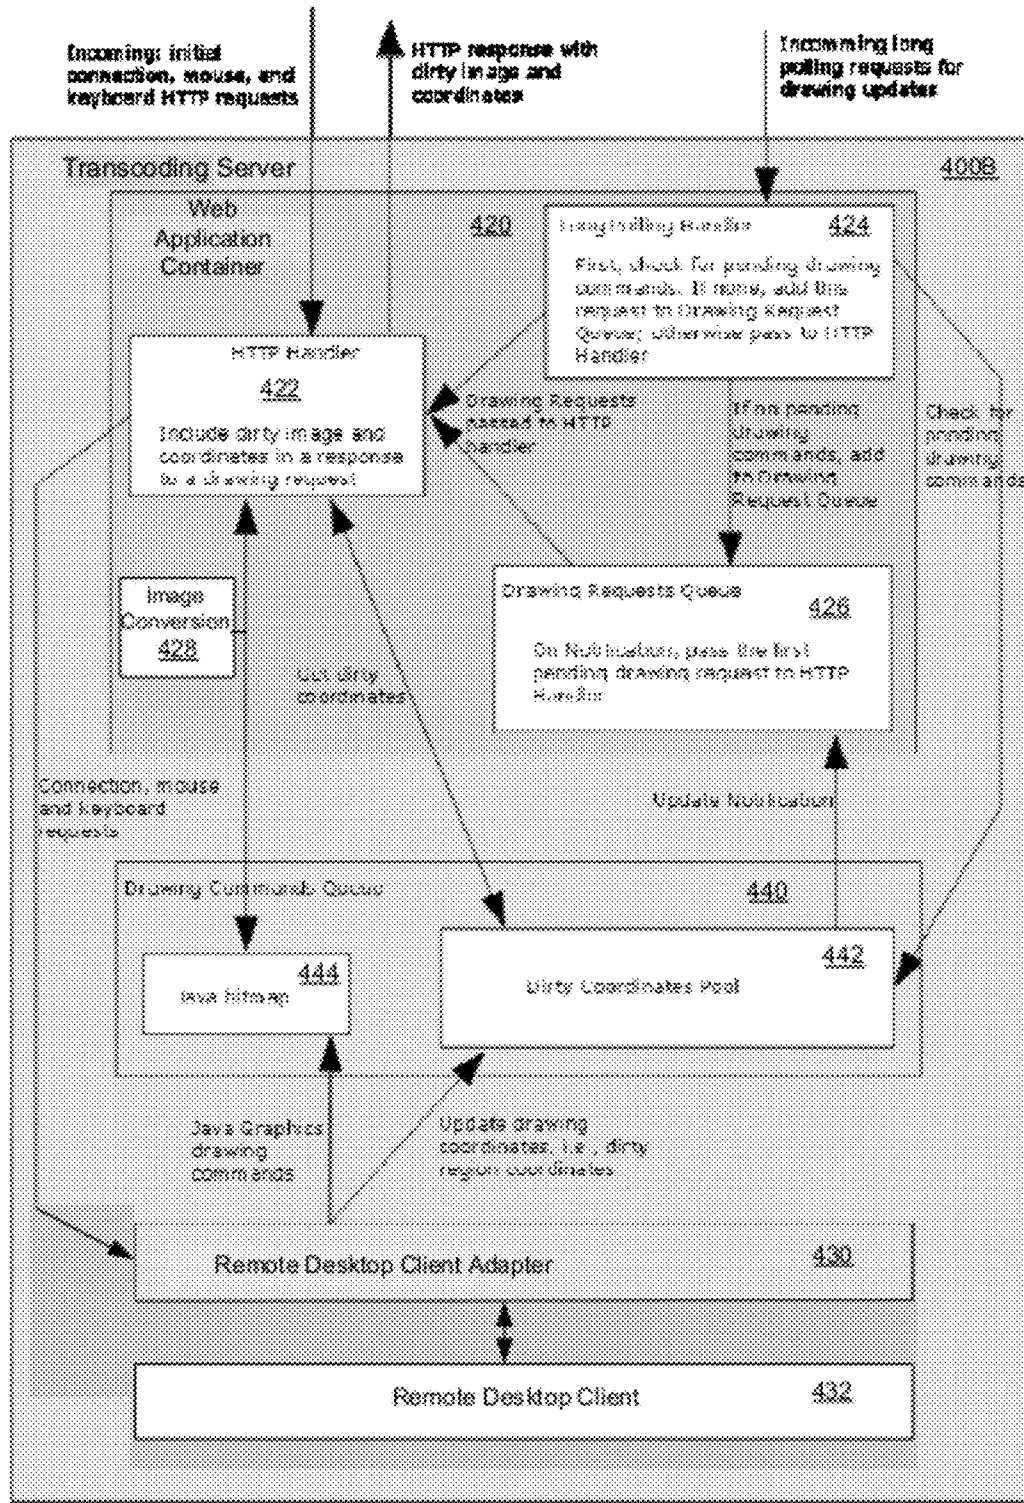 Incoming: initial
connection, mouse, and
keyboard HTTP requests
HTTP response with
dirty image and
coordinates
Incomming long
polling requests for
drawing updates
Transcoding Server
400B
Web
Application
Container
420
Long Polling Handler
424
First, check for pending drawing
commands. If none, add this
request to Drawing Request
Queue; otherwise pass to HTTP
Handler
HTTP Handler
422
Include dirty image and
coordinates in a response
to a drawing request
Drawing Requests
passed to HTTP
handler
If no pending
drawing
commands, add
to Drawing
Request Queue
Check for
pending
drawing
commands
Image
Conversion
428
Drawing Requests Queue
426
On Notification, pass the first
pending drawing request to HTTP
Handler
Get dirty
coordinates
Connection, mouse
and keyboard
requests
Update Notification
Drawing Commands Queue
440
444
Java bitmap
442
Dirty Coordinates Pool
Java Graphics
drawing
commands
Update drawing
coordinates, i.e., dirty
region coordinates
Remote Desktop Client Adapter
430
Remote Desktop Client
432